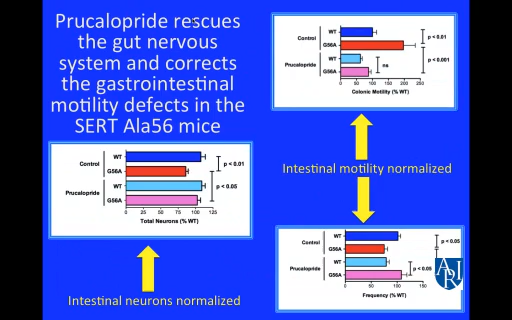 Prucalopride rescues
the gut nervous
system and corrects
the gastrointestinal
motility defects in the
SERT Ala56 mice
WT
Control
G56A
WT
Prucalopride
G56A
p < 0.01
p < 0.05
0 25 50 75 100 125
Total Neurons (% WT)
Intestinal neurons normalized
WT
Control
G56A
WT
Prucalopride
G56A
ns
p < 0.01
p < 0.001
0 50 100 150 200 250
Colonic Motility (% WT)
Intestinal motility normalized
WT
Control
G56A
WT
Prucalopride
G56A
p < 0.05
p < 0.05
0 50 100 150
Frequency (% WT)